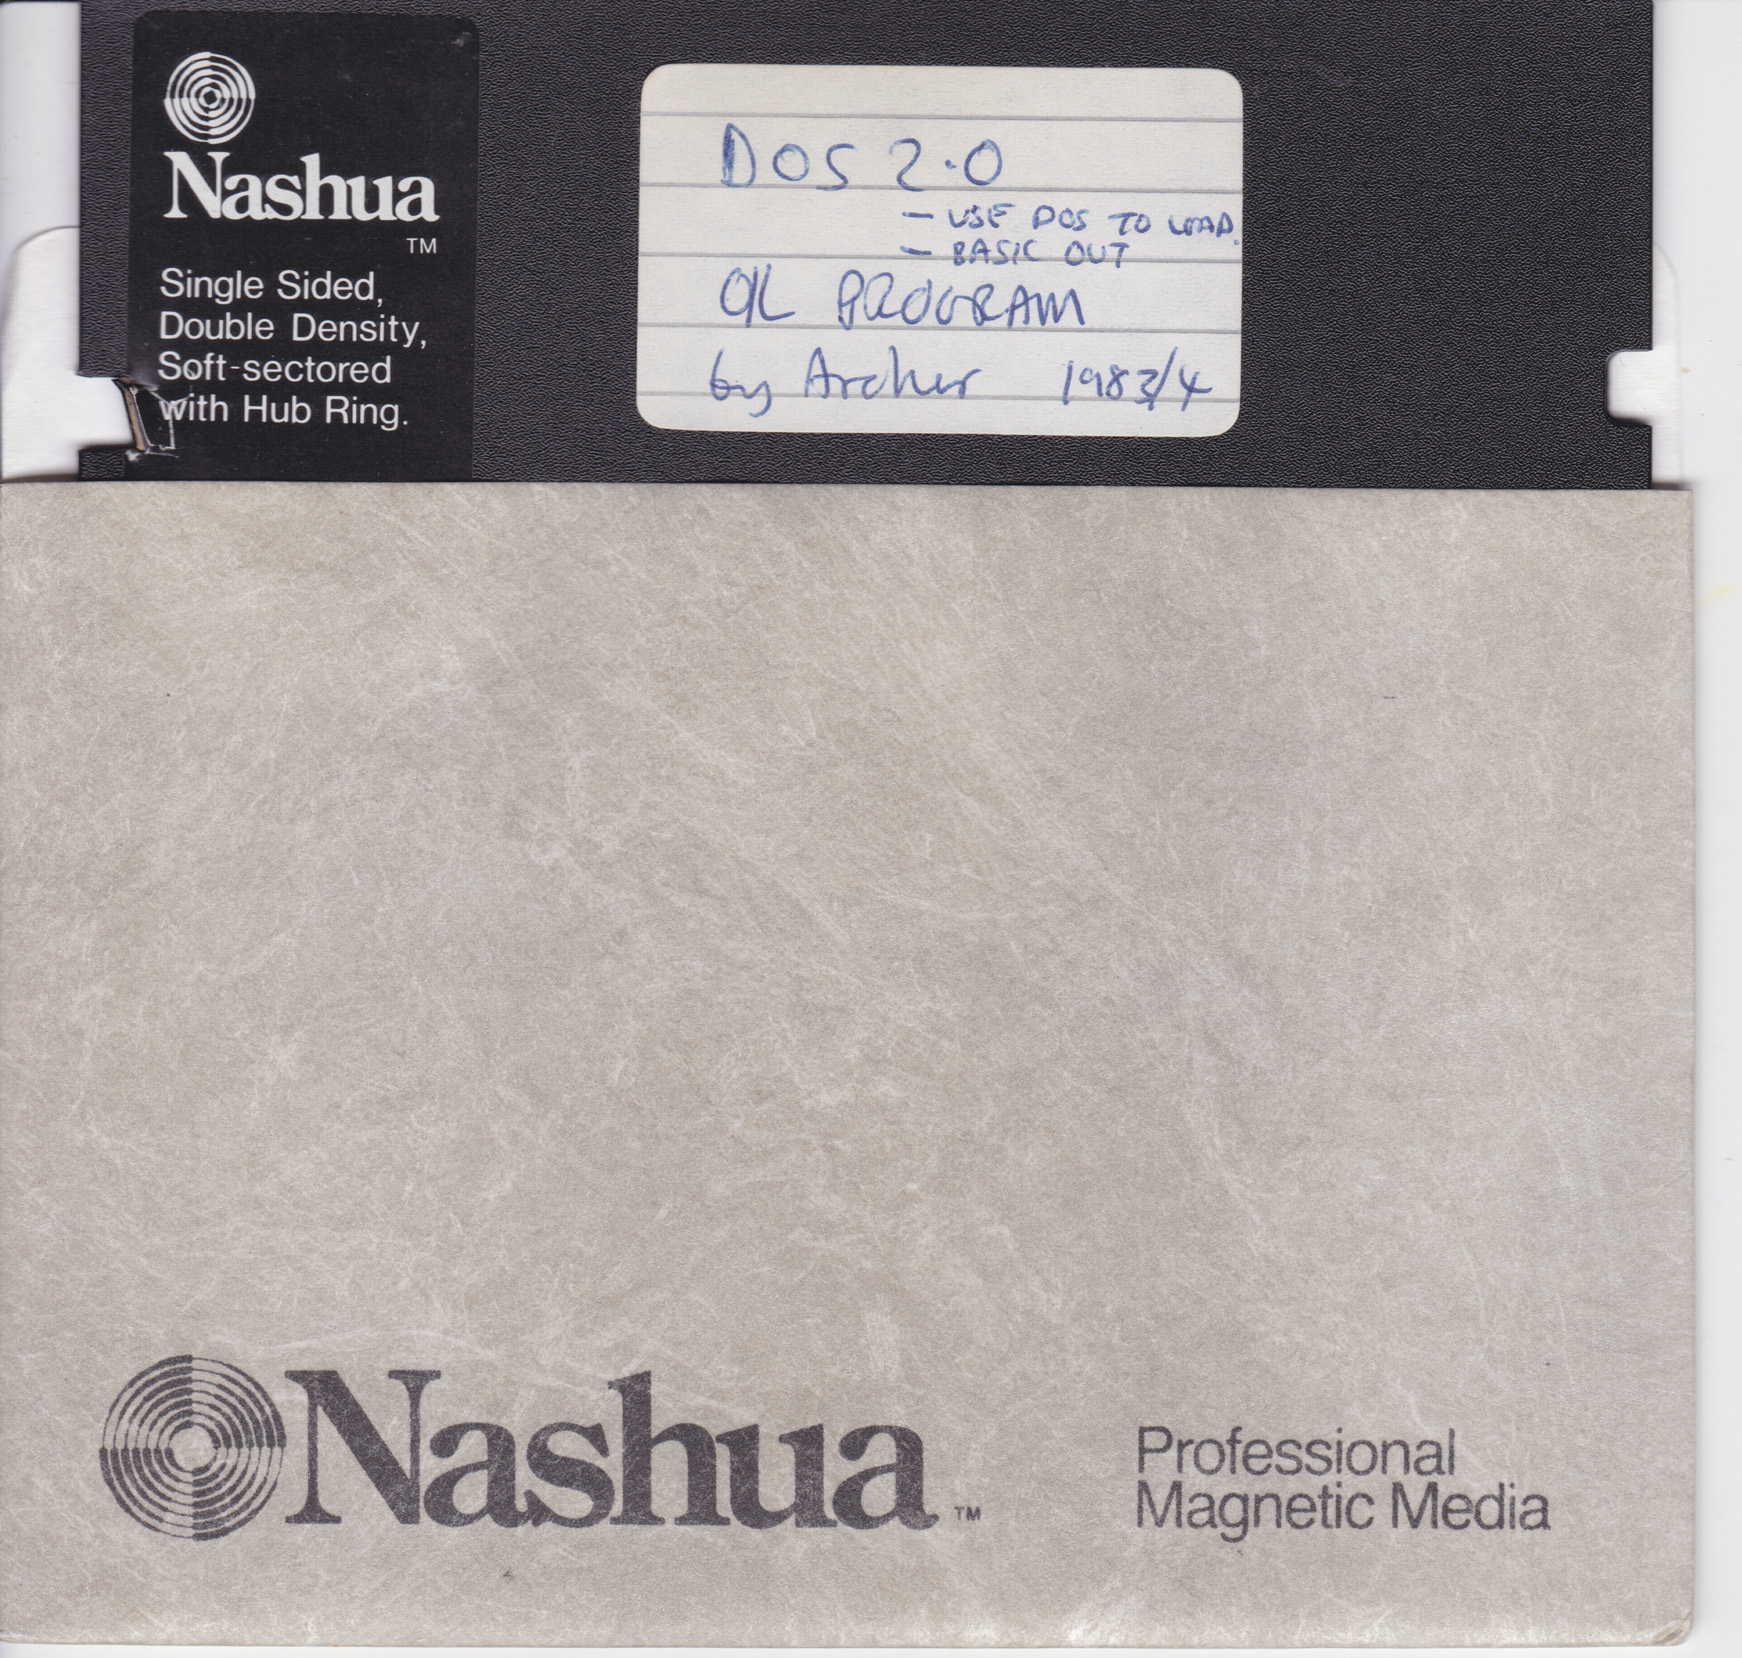 Nashua
TM
Single Sided,
Double Density,
Soft-sectored
with Hub Ring.
DOS 2.0
- USE DOS TO LOAD.
- BASIC OUT
PROGRAM
by Archer 1983/4
Nashua TM
Professional
Magnetic Media